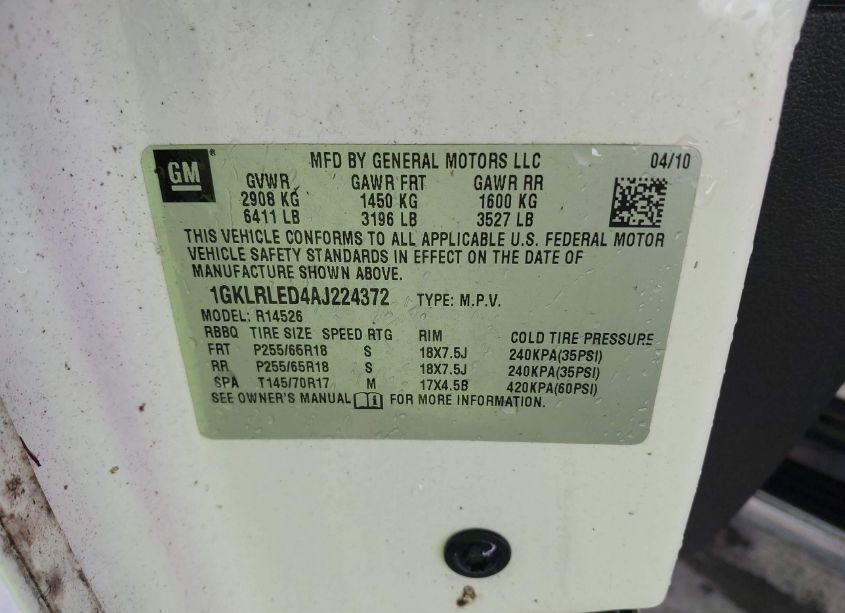 GM® MFD BY GENERAL MOTORS LLC 04/10
GVWR GAWR FRT GAWR RR
2908 KG 1450 KG 1600 KG
6411 LB 3196 LB 3527 LB
THIS VEHICLE CONFORMS TO ALL APPLICABLE U.S. FEDERAL MOTOR
VEHICLE SAFETY STANDARDS IN EFFECT ON THE DATE OF
MANUFACTURE SHOWN ABOVE.
1GKLRLED4AJ224372 TYPE: M.P.V.
MODEL: R14526
RBBQ TIRE SIZE SPEED RTG RIM COLD TIRE PRESSURE
FRT P255/65R18 S 18X7.5J 240KPA(35PSI)
RR P255/65R18 S 18X7.5J 240KPA(35PSI)
SPA T145/70R17 M 17X4.5B 420KPA(60PSI)
SEE OWNER'S MANUAL FOR MORE INFORMATION.